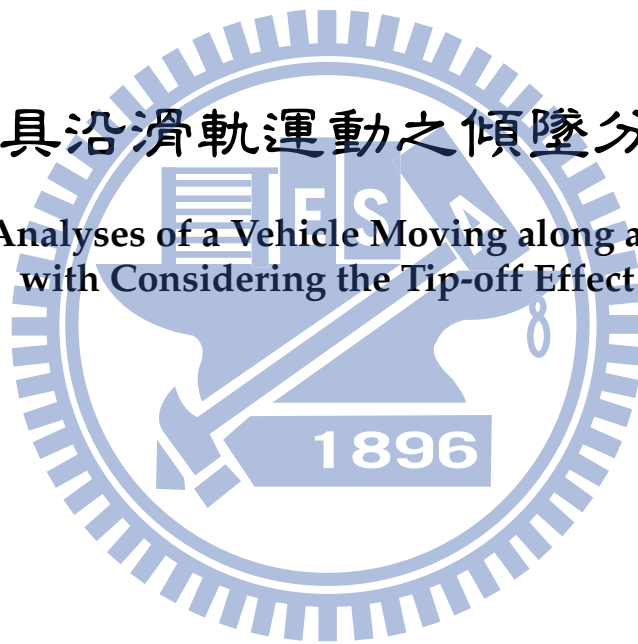 具沿滑軌運動之傾墜分
Analyses of a Vehicle Moving along a
with Considering the Tip-off Effect
E S A
8
1896